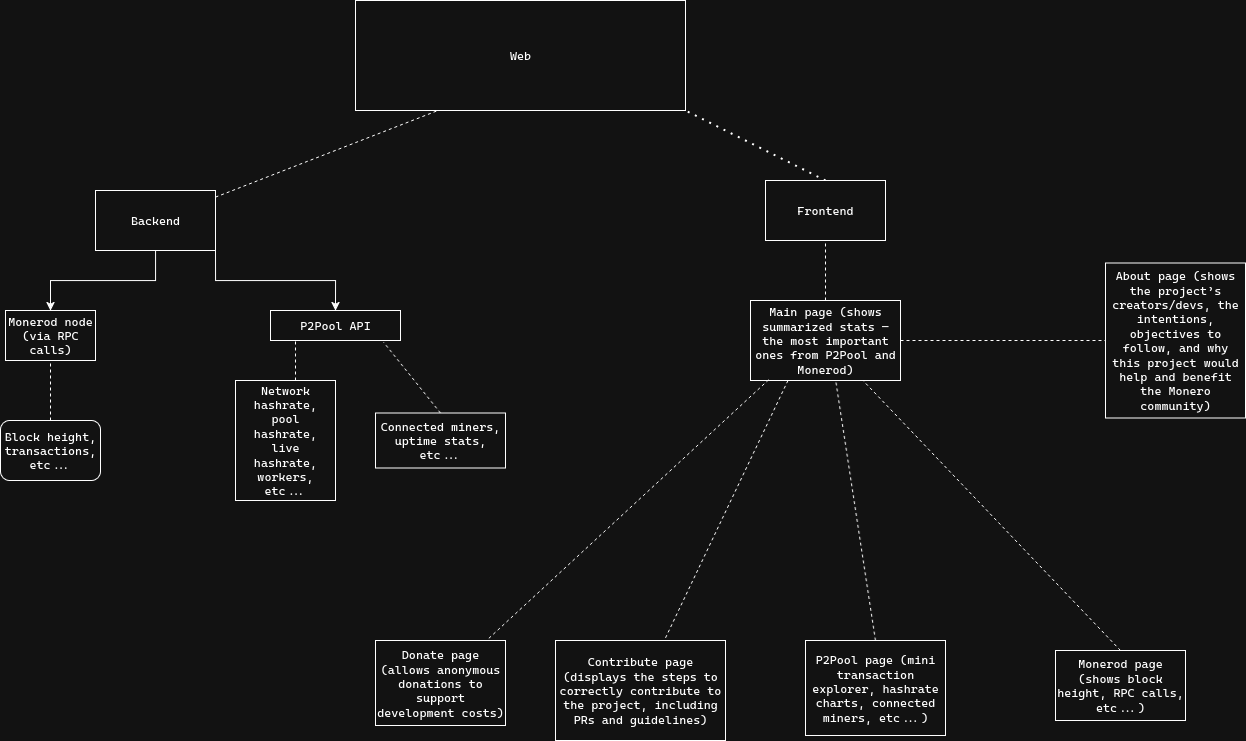 Web
Backend
Frontend
Monerod node
(via RPC
calls)
P2Pool API
Block height,
transactions,
etc...
Network
hashrate,
pool
hashrate,
live
hashrate,
workers,
etc...
Connected miners,
uptime stats,
etc...
Main page (shows
summarized stats —
the most important
ones from P2Pool and
Monerod)
About page (shows
the project's
creators/devs, the
intentions,
objectives to
follow, and why
this project would
help and benefit
the Monero
community)
Donate page
(allows anonymous
donations to
support
development costs)
Contribute page
(displays the steps to
correctly contribute to
the project, including
PRs and guidelines)
P2Pool page (mini
transaction
explorer, hashrate
charts, connected
miners, etc...)
Monerod page
(shows block
height, RPC calls,
etc...)